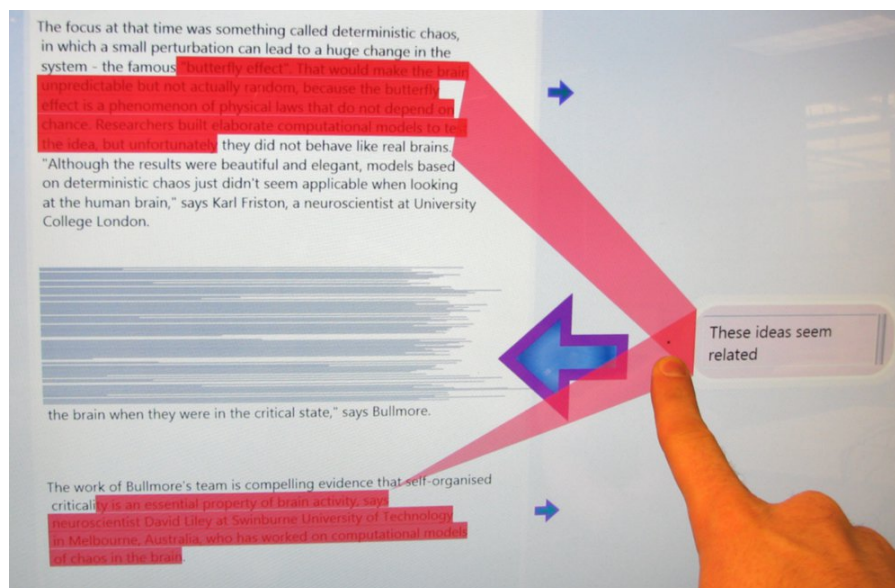 The focus at that time was something called deterministic chaos,
in which a small perturbation can lead to a huge change in the
system - the famous "butterfly effect". That would make the brain
unpredictable but not actually random, because the butterfly
effect is a phenomenon of physical laws that do not depend on
chance. Researchers built elaborate computational models to test
the idea, but unfortunately they did not behave like real brains.
"Although the results were beautiful and elegant, models based
on deterministic chaos just didn't seem applicable when looking
at the human brain," says Karl Friston, a neuroscientist at University
College London.
These ideas seem
related
the brain when they were in the critical state," says Bullmore.
The work of Bullmore's team is compelling evidence that self-organised
criticality is an essential property of brain activity, says
neuroscientist David Liley at Swinburne University of Technology
in Melbourne, Australia, who has worked on computational models
of chaos in the brain.